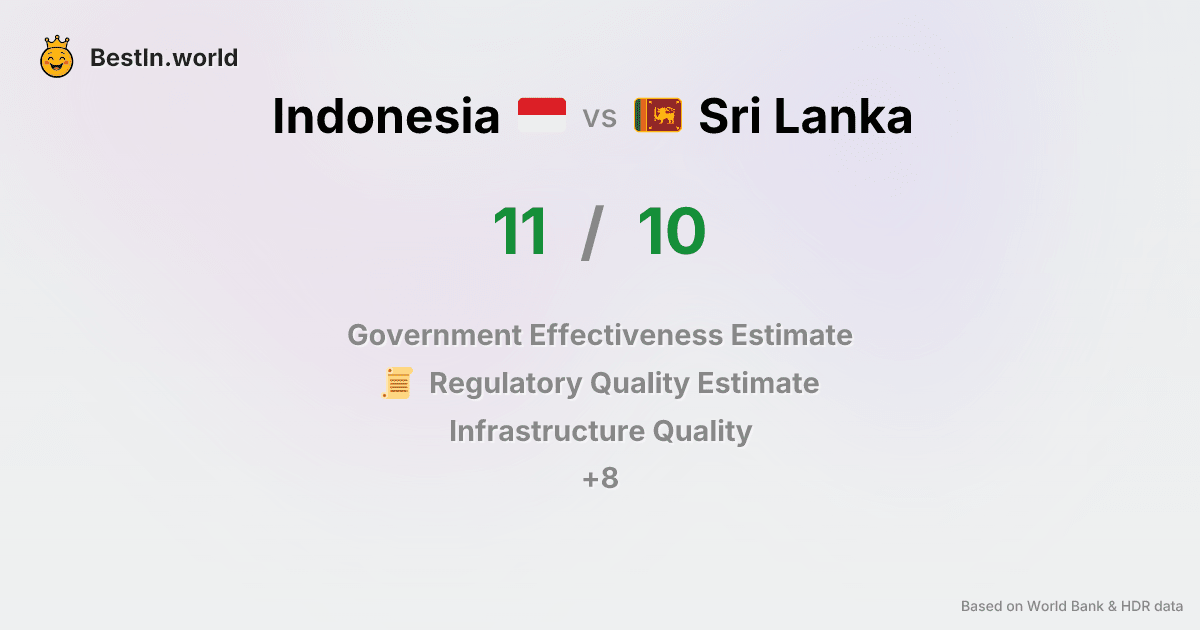 BestIn.world
Indonesia vs Sri Lanka
11 / 10
Government Effectiveness Estimate
Regulatory Quality Estimate
Infrastructure Quality
+8
Based on World Bank & HDR data